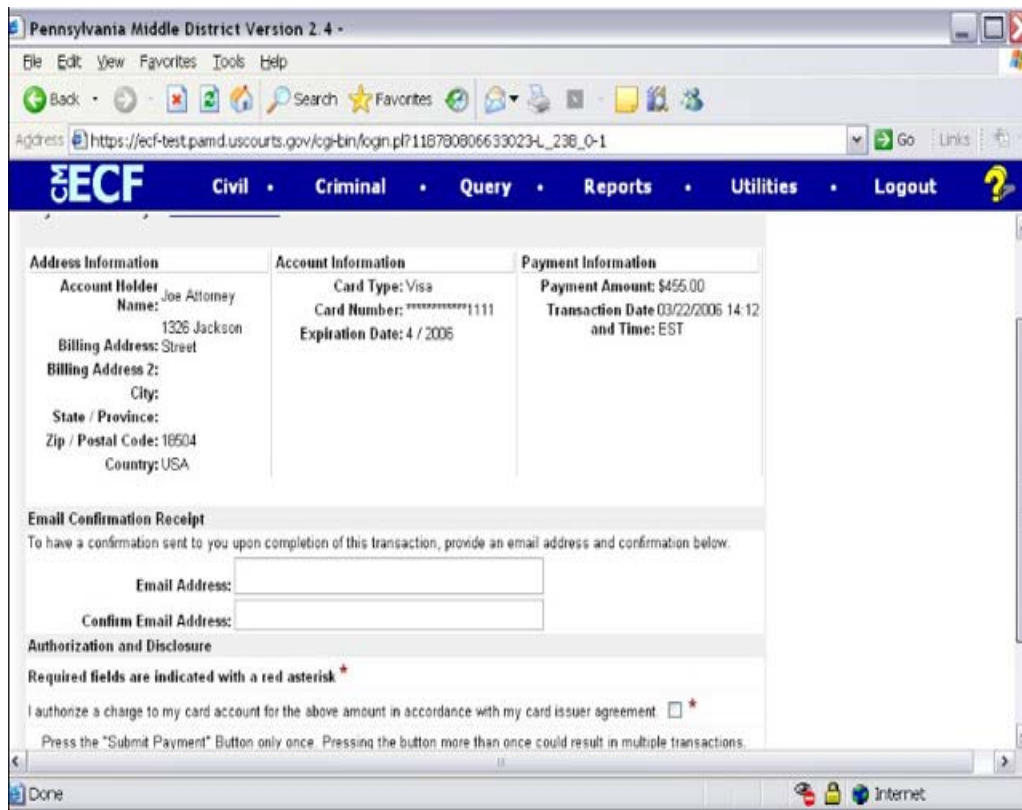 Pennsylvania Middle District Version 2.4 -
File Edit View Favorites Tools Help
Back Search Favorites
Address https://ecf-test.pamd.uscourts.gov/cgi-bin/login.pl?118780806633023-L_238_0-1 Go Links
CM ECF Civil • Criminal • Query • Reports • Utilities • Logout ?
Address Information Account Information Payment Information
Account Holder Name: Joe Attorney
Billing Address: 1326 Jackson Street
Billing Address 2:
City:
State / Province:
Zip / Postal Code: 18504
Country: USA
Card Type: Visa
Card Number: ************1111
Expiration Date: 4 / 2006
Payment Amount: $455.00
Transaction Date 03/22/2006 14:12
and Time: EST
Email Confirmation Receipt
To have a confirmation sent to you upon completion of this transaction, provide an email address and confirmation below.
Email Address:
Confirm Email Address:
Authorization and Disclosure
Required fields are indicated with a red asterisk *
I authorize a charge to my card account for the above amount in accordance with my card issuer agreement. *
Press the "Submit Payment" Button only once. Pressing the button more than once could result in multiple transactions.
Done Internet